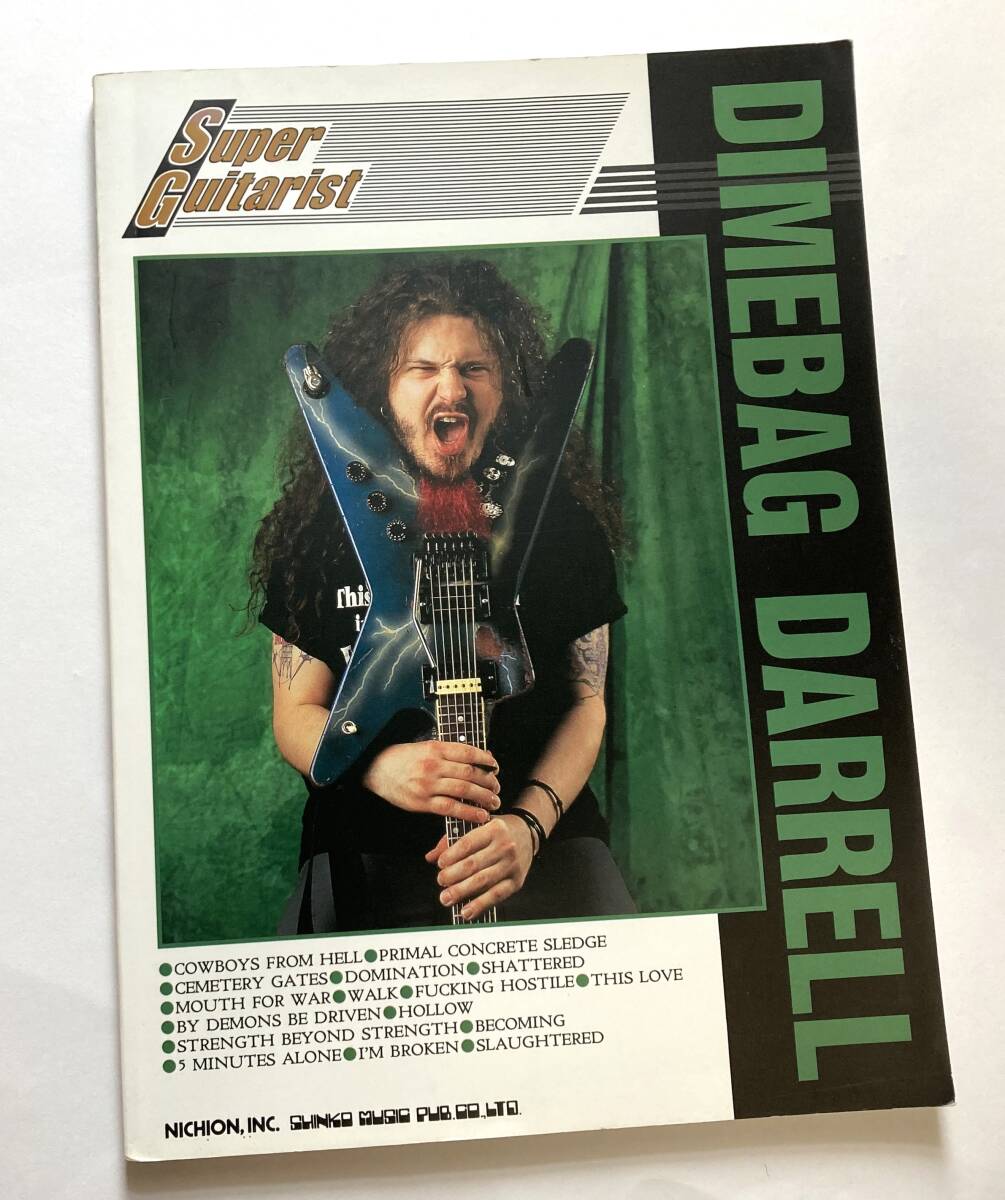 Super
Guitarist
DIMEBAG DARRELL
This
i
●COWBOYS FROM HELL●PRIMAL CONCRETE SLEDGE
●CEMETERY GATES●DOMINATION●SHATTERED
●MOUTH FOR WAR●WALK●FUCKING HOSTILE●THIS LOVE
●BY DEMONS BE DRIVEN●HOLLOW
●STRENGTH BEYOND STRENGTH●BECOMING
●5 MINUTES ALONE●I'M BROKEN●SLAUGHTERED
NICHION, INC. SHINKO MUSIC PUB. CO., LTD.